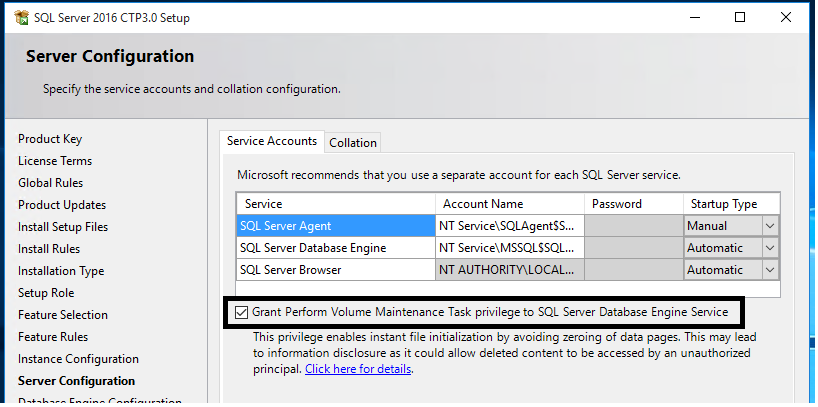 SQL Server 2016 CTP3.0 Setup
Server Configuration
Specify the service accounts and collation configuration.
Product Key
License Terms
Global Rules
Product Updates
Install Setup Files
Install Rules
Installation Type
Setup Role
Feature Selection
Feature Rules
Instance Configuration
Server Configuration
Database Engine Configuration
Service Accounts Collation
Microsoft recommends that you use a separate account for each SQL Server service.
Service Account Name Password Startup Type
SQL Server Agent NT Service\SQLAgent$S... Manual
SQL Server Database Engine NT Service\MSSQL$SQL... Automatic
SQL Server Browser NT AUTHORITY\LOCAL... Automatic
Grant Perform Volume Maintenance Task privilege to SQL Server Database Engine Service
This privilege enables instant file initialization by avoiding zeroing of data pages. This may lead
to information disclosure as it could allow deleted content to be accessed by an unauthorized
principal. Click here for details.